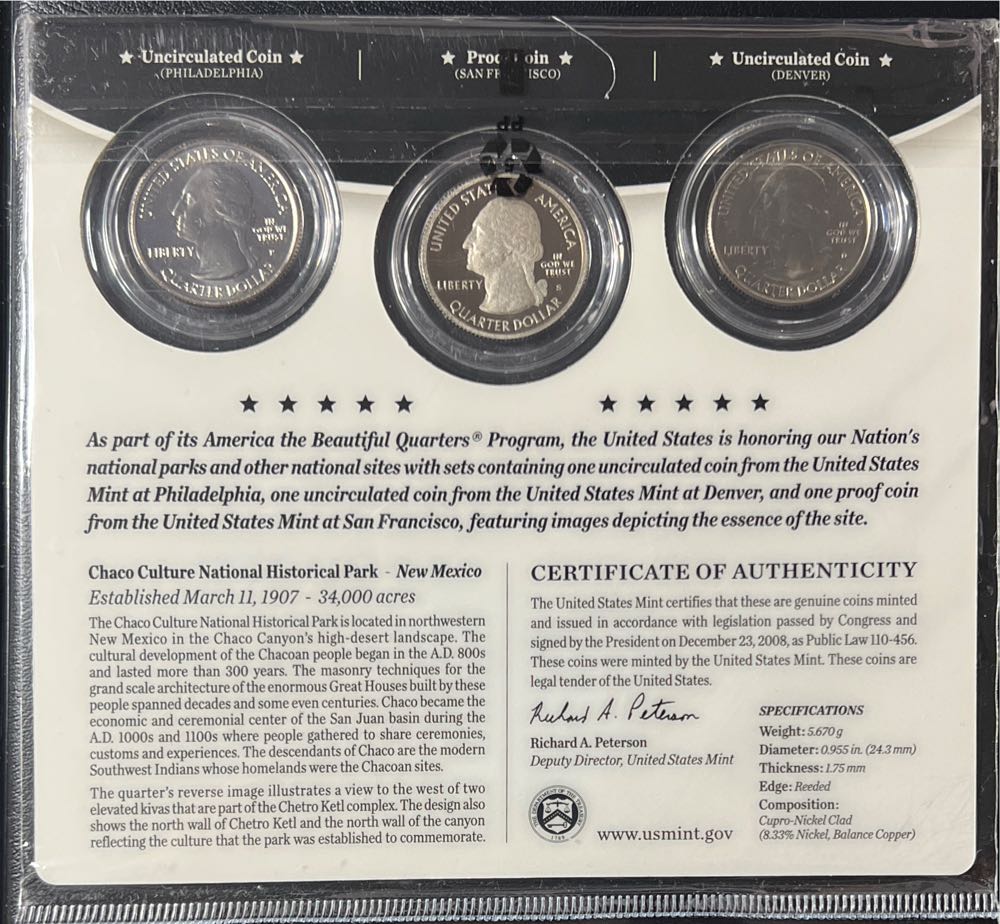 ★ Uncirculated Coin ★
(PHILADELPHIA)
★ Proof Coin ★
(SAN FRANCISCO)
★ Uncirculated Coin ★
(DENVER)
UNITED STATES OF AMERICA
LIBERTY
IN
GOD WE
TRUST
P
QUARTER DOLLAR
PP
5
UNITED STATES AMERICA
LIBERTY
IN
GOD WE
TRUST
S
QUARTER DOLLAR
UNITED STATES OF AMERICA
LIBERTY
IN
GOD WE
TRUST
D
QUARTER DOLLAR
★ ★ ★ ★ ★ ★ ★ ★ ★ ★
As part of its America the Beautiful Quarters® Program, the United States is honoring our Nation's
national parks and other national sites with sets containing one uncirculated coin from the United States
Mint at Philadelphia, one uncirculated coin from the United States Mint at Denver, and one proof coin
from the United States Mint at San Francisco, featuring images depicting the essence of the site.
Chaco Culture National Historical Park - New Mexico
Established March 11, 1907 - 34,000 acres
The Chaco Culture National Historical Park is located in northwestern
New Mexico in the Chaco Canyon's high-desert landscape. The
cultural development of the Chacoan people began in the A.D. 800s
and lasted more than 300 years. The masonry techniques for the
grand scale architecture of the enormous Great Houses built by these
people spanned decades and some even centuries. Chaco became the
economic and ceremonial center of the San Juan basin during the
A.D. 1000s and 1100s where people gathered to share ceremonies,
customs and experiences. The descendants of Chaco are the modern
Southwest Indians whose homelands were the Chacoan sites.
The quarter's reverse image illustrates a view to the west of two
elevated kivas that are part of the Chetro Ketl complex. The design also
shows the north wall of Chetro Ketl and the north wall of the canyon
reflecting the culture that the park was established to commemorate.
CERTIFICATE OF AUTHENTICITY
The United States Mint certifies that these are genuine coins minted
and issued in accordance with legislation passed by Congress and
signed by the President on December 23, 2008, as Public Law 110-456.
These coins were minted by the United States Mint. These coins are
legal tender of the United States.
Richard A. Peterson
Richard A. Peterson
Deputy Director, United States Mint
THE DEPARTMENT OF THE TREASURY
1789
www.usmint.gov
SPECIFICATIONS
Weight: 5.670 g
Diameter: 0.955 in. (24.3 mm)
Thickness: 1.75 mm
Edge: Reeded
Composition:
Cupro-Nickel Clad
(8.33% Nickel, Balance Copper)